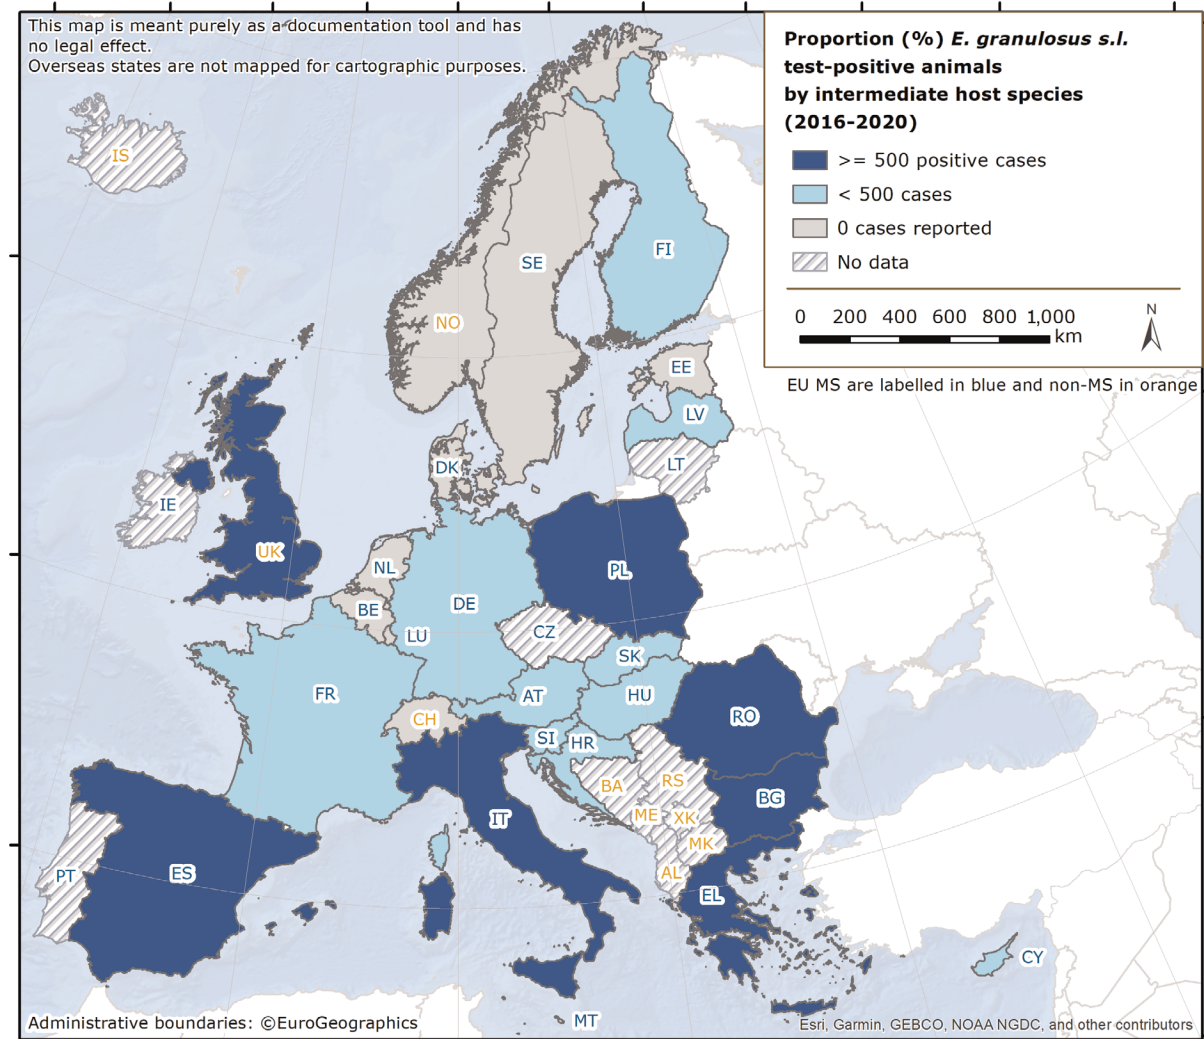 This map is meant purely as a documentation tool and has
no legal effect.
Overseas states are not mapped for cartographic purposes.
Proportion (%) E. granulosus s.l.
test-positive animals
by intermediate host species
(2016-2020)
>= 500 positive cases
< 500 cases
0 cases reported
No data
0 200 400 600 800 1,000
km
N
EU MS are labelled in blue and non-MS in orange
IS
FI
SE
NO
EE
LV
DK
LT
IE
UK
NL
PL
DE
BE
CZ
LU
SK
FR
HU
AT
CH
RO
SI
HR
RS
BA
BG
ME
XK
IT
MK
AL
ES
PT
EL
CY
MT
Administrative boundaries: ©EuroGeographics
Esri, Garmin, GEBCO, NOAA NGDC, and other contributors